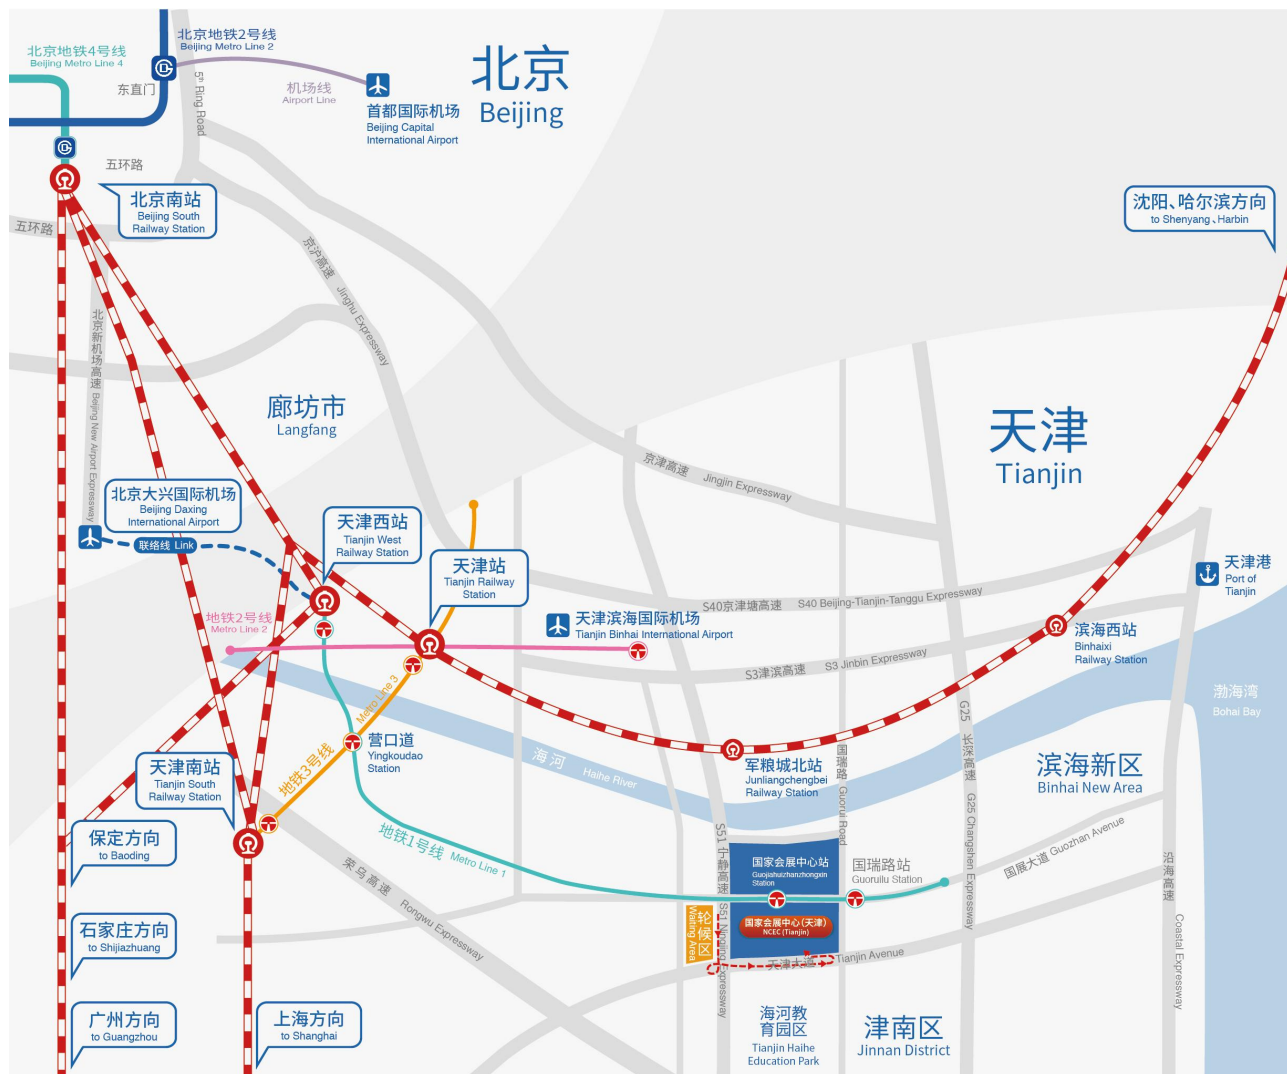 北京地铁4号线
Beijing Metro Line 4
北京地铁2号线
Beijing Metro Line 2
东直门
机场线
Airport Line
首都国际机场
Beijing Capital
International Airport
北京
Beijing
5th Ring Road
五环路
北京南站
Beijing South
Railway Station
五环路
沈阳、哈尔滨方向
to Shenyang、Harbin
京沪高速 Jinghu Expressway
北京新机场高速 Beijing New Airport Expressway
廊坊市
Langfang
天津
Tianjin
京津高速 Jingjin Expressway
北京大兴国际机场
Beijing Daxing
International Airport
联络线 Link
天津西站
Tianjin West
Railway Station
天津站
Tianjin Railway
Station
天津港
Port of
Tianjin
S40京津塘高速 S40 Beijing-Tianjin-Tanggu Expressway
地铁2号线
Metro Line 2
天津滨海国际机场
Tianjin Binhai International Airport
滨海西站
Binhaixi
Railway Station
S3津滨高速 S3 Jinbin Expressway
渤海湾
Bohai Bay
地铁3号线 Metro Line 3
营口道
Yingkoudao
Station
海河 Haihe River
军粮城北站
Junliangchengbei
Railway Station
国瑞路 Guorui Road
G25 长深高速 G25 Changshen Expressway
滨海新区
Binhai New Area
天津南站
Tianjin South
Railway Station
地铁1号线 Metro Line 1
保定方向
to Baoding
荣乌高速 Rongwu Expressway
S51 宁静高速 S51 Ningjing Expressway
国家会展中心站
Guojiahuizhanzhongxin
Station
国瑞路站
Guoruilu Station
国展大道 Guozhan Avenue
沿海高速 Coastal Expressway
轮候区
Waiting Area
国家会展中心(天津)
NCEC (Tianjin)
天津大道 Tianjin Avenue
石家庄方向
to Shijiazhuang
广州方向
to Guangzhou
上海方向
to Shanghai
海河教
育园区
Tianjin Haihe
Education Park
津南区
Jinnan District